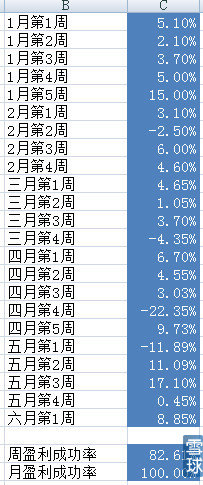 B C
1月第1周 5.10%
1月第2周 2.10%
1月第3周 3.70%
1月第4周 5.00%
1月第5周 15.00%
2月第1周 3.10%
2月第2周 -2.50%
2月第3周 6.00%
2月第4周 4.60%
三月第1周 4.65%
三月第2周 1.05%
三月第3周 3.70%
三月第4周 -4.35%
四月第1周 6.70%
四月第2周 4.55%
四月第3周 3.03%
四月第4周 -22.35%
四月第5周 9.73%
五月第1周 -11.89%
五月第2周 11.09%
五月第3周 17.10%
五月第4周 0.45%
六月第1周 8.85%
周盈利成功率 82.6
月盈利成功率 100.00
雪球